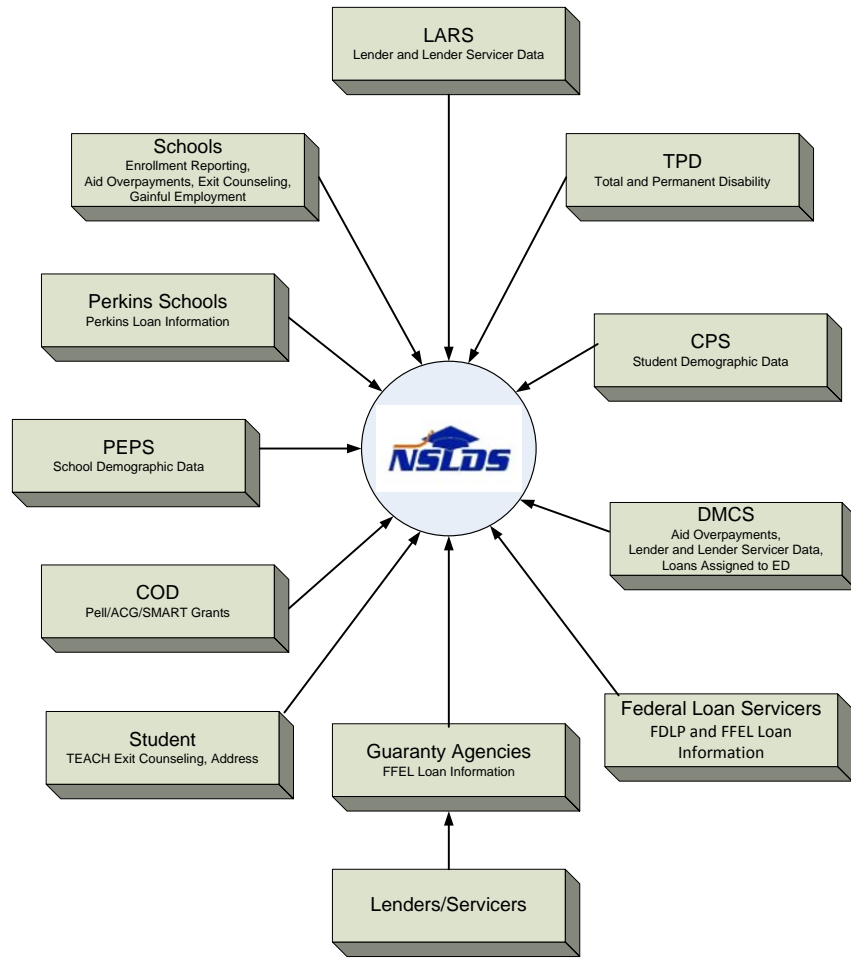 LARS
Lender and Lender Servicer Data
Schools
Enrollment Reporting,
Aid Overpayments, Exit Counseling,
Gainful Employment
TPD
Total and Permanent Disability
Perkins Schools
Perkins Loan Information
CPS
Student Demographic Data
PEPS
School Demographic Data
NSLDS
DMCS
Aid Overpayments,
Lender and Lender Servicer Data,
Loans Assigned to ED
COD
Pell/ACG/SMART Grants
Student
TEACH Exit Counseling, Address
Guaranty Agencies
FFEL Loan Information
Federal Loan Servicers
FDLP and FFEL Loan
Information
Lenders/Servicers